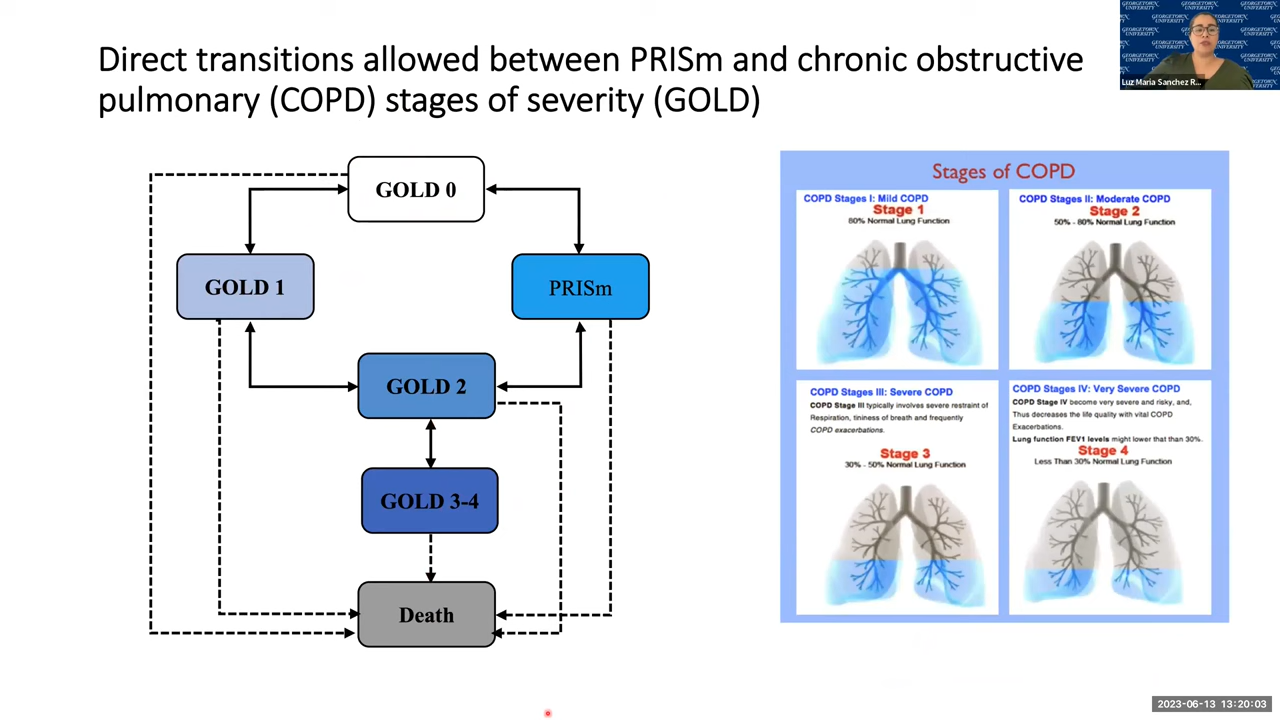 Direct transitions allowed between PRISm and chronic obstructive
pulmonary (COPD) stages of severity (GOLD)
GEORGETOWN
UNIVERSITY
Luz Maria Sanchez R...
GOLD 0
GOLD 1
PRISm
GOLD 2
GOLD 3-4
Death
Stages of COPD
COPD Stages I: Mild COPD
Stage 1
80% Normal Lung Function
COPD Stages II: Moderate COPD
Stage 2
50% - 80% Normal Lung Function
COPD Stages III: Severe COPD
COPD Stage III typically involves severe restraint of
Respiration, tininess of breath and frequently
COPD exacerbations.
Stage 3
30% - 50% Normal Lung Function
COPD Stages IV: Very Severe COPD
COPD Stage IV become very severe and risky, and,
Thus decreases the life quality with vital COPD
Exacerbations.
Lung function FEV1 levels might lower that than 30%.
Stage 4
Less Than 30% Normal Lung Function
2023-06-13 13:20:03